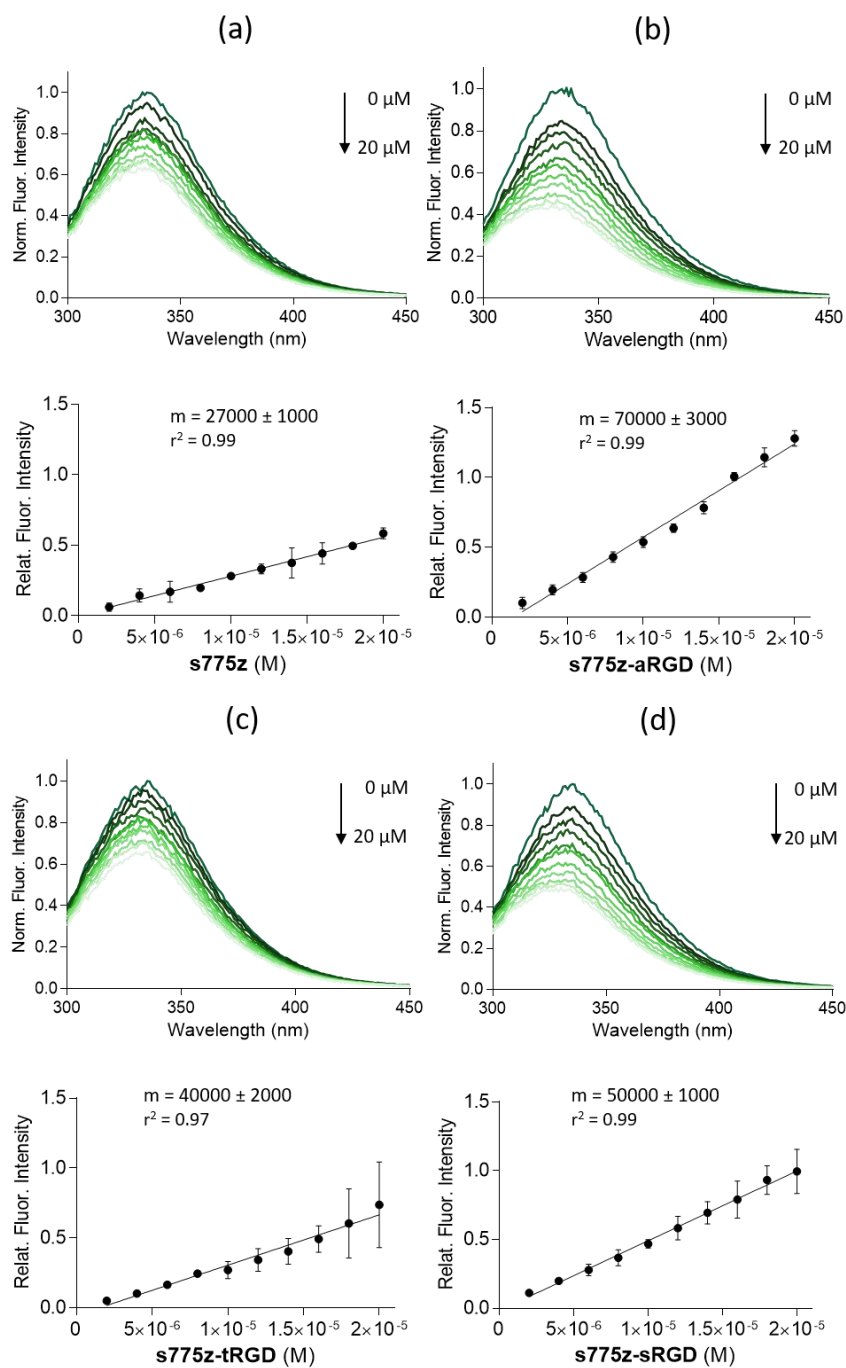 (a)
Norm. Fluor. Intensity
1.0
0.8
0.6
0.4
0.2
0.0
0 µM
20 µM
300 350 400 450
Wavelength (nm)
Relat. Fluor. Intensity
1.5
1.0
0.5
0.0
m = 27000 ± 1000
r² = 0.99
0 5×10⁻⁶ 1×10⁻⁵ 1.5×10⁻⁵ 2×10⁻⁵
s775z (M)
(b)
Norm. Fluor. Intensity
1.0
0.8
0.6
0.4
0.2
0.0
0 µM
20 µM
300 350 400 450
Wavelength (nm)
Relat. Fluor. Intensity
1.5
1.0
0.5
0.0
m = 70000 ± 3000
r² = 0.99
0 5×10⁻⁶ 1×10⁻⁵ 1.5×10⁻⁵ 2×10⁻⁵
s775z-aRGD (M)
(c)
Norm. Fluor. Intensity
1.0
0.8
0.6
0.4
0.2
0.0
0 µM
20 µM
300 350 400 450
Wavelength (nm)
Relat. Fluor. Intensity
1.5
1.0
0.5
0.0
m = 40000 ± 2000
r² = 0.97
0 5×10⁻⁶ 1×10⁻⁵ 1.5×10⁻⁵ 2×10⁻⁵
s775z-tRGD (M)
(d)
Norm. Fluor. Intensity
1.0
0.8
0.6
0.4
0.2
0.0
0 µM
20 µM
300 350 400 450
Wavelength (nm)
Relat. Fluor. Intensity
1.5
1.0
0.5
0.0
m = 50000 ± 1000
r² = 0.99
0 5×10⁻⁶ 1×10⁻⁵ 1.5×10⁻⁵ 2×10⁻⁵
s775z-sRGD (M)